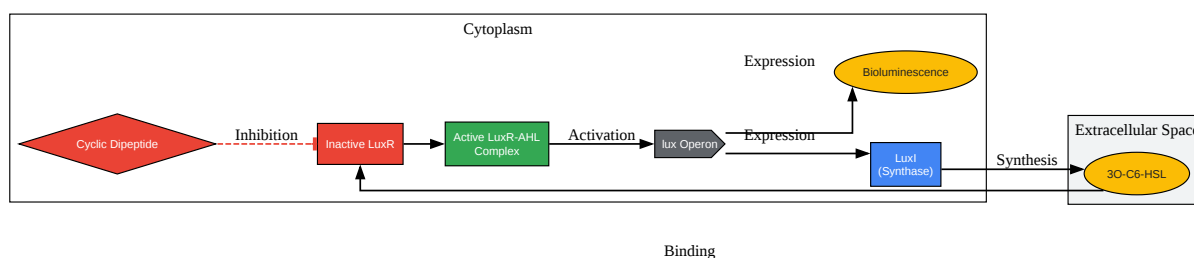 Cytoplasm
Expression
Bioluminescence
Extracellular Space
Cyclic Dipeptide
Inhibition
Inactive LuxR
Active LuxR-AHL
Complex
Activation
lux Operon
Expression
LuxI
(Synthase)
Synthesis
3O-C6-HSL
Binding